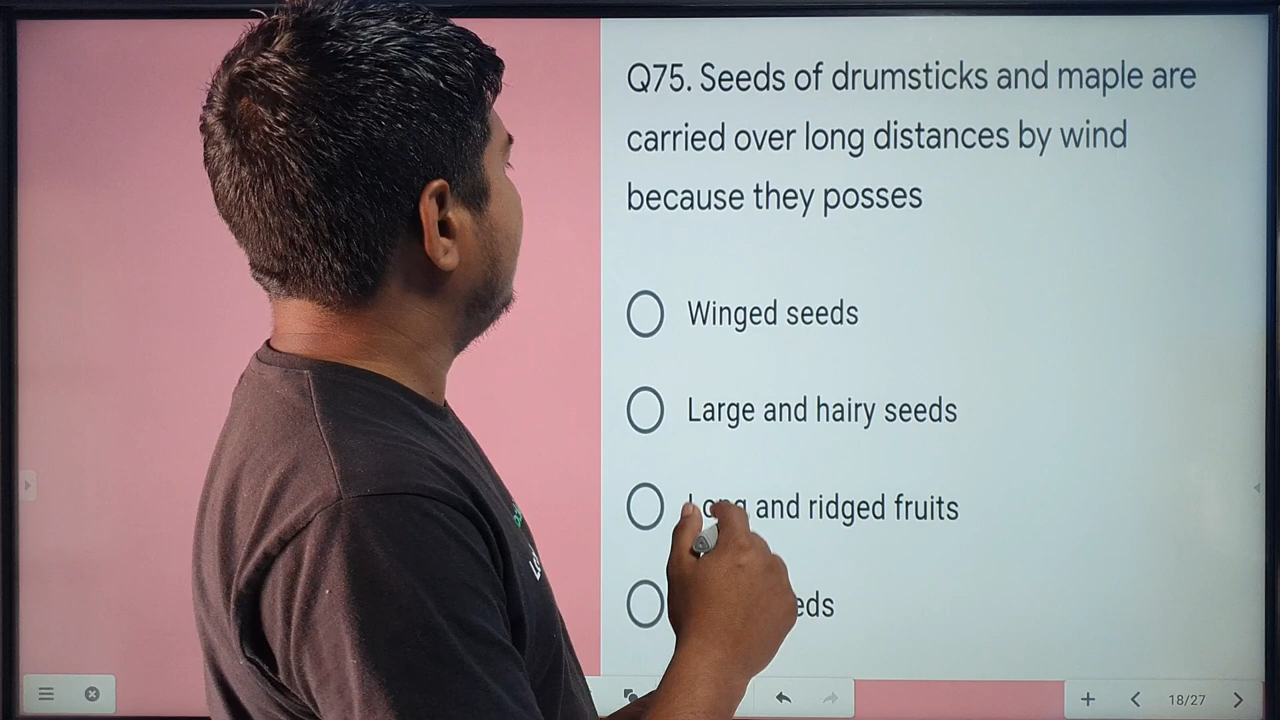 Q75. Seeds of drumsticks and maple are
carried over long distances by wind
because they posses
Winged seeds
Large and hairy seeds
and ridged fruits
18/27